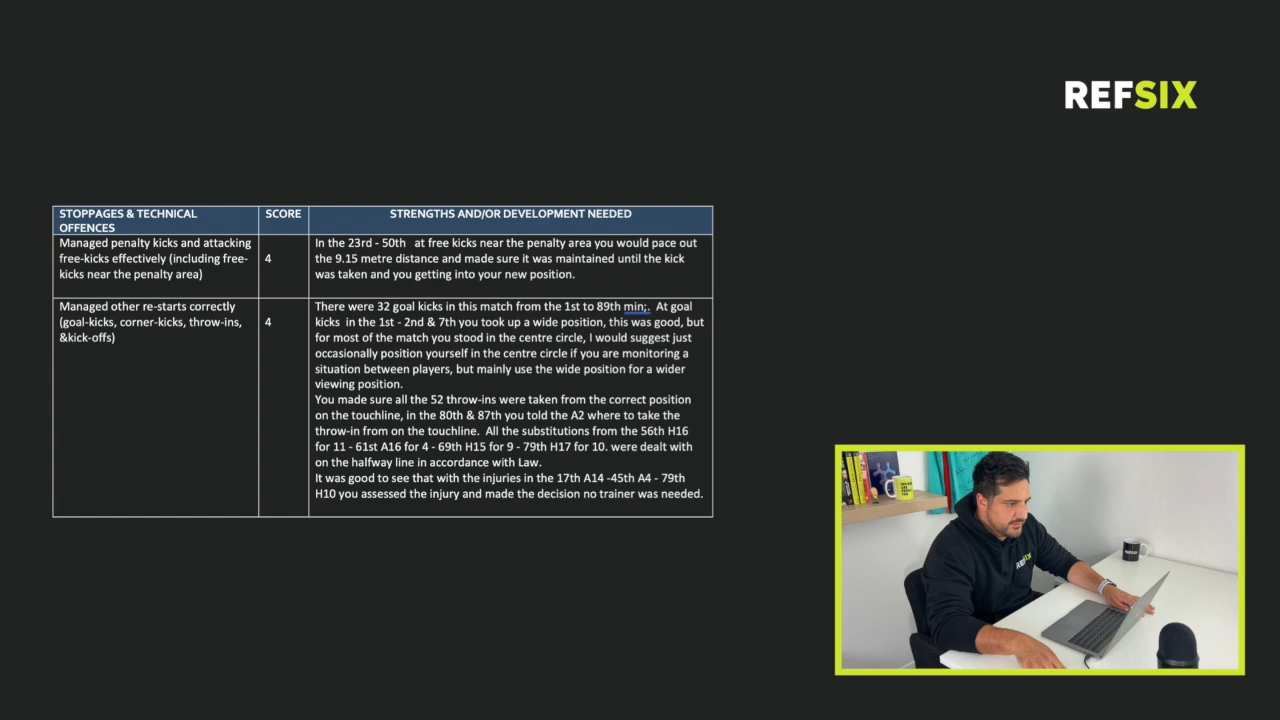 REFSIX
STOPPAGES & TECHNICAL
OFFENCES
SCORE
STRENGTHS AND/OR DEVELOPMENT NEEDED
Managed penalty kicks and attacking
free-kicks effectively (including free-
kicks near the penalty area)
4
In the 23rd - 50th at free kicks near the penalty area you would pace out
the 9.15 metre distance and made sure it was maintained until the kick
was taken and you getting into your new position.
Managed other re-starts correctly
(goal-kicks, corner-kicks, throw-ins,
&kick-offs)
4
There were 32 goal kicks in this match from the 1st to 89th min;. At goal
kicks in the 1st - 2nd & 7th you took up a wide position, this was good, but
for most of the match you stood in the centre circle, I would suggest just
occasionally position yourself in the centre circle if you are monitoring a
situation between players, but mainly use the wide position for a wider
viewing position.
You made sure all the 52 throw-ins were taken from the correct position
on the touchline, in the 80th & 87th you told the A2 where to take the
throw-in from on the touchline. All the substitutions from the 56th H16
for 11 - 61st A16 for 4 - 69th H15 for 9 - 79th H17 for 10. were dealt with
on the halfway line in accordance with Law.
It was good to see that with the injuries in the 17th A14 -45th A4 - 79th
H10 you assessed the injury and made the decision no trainer was needed.
REFSIX
REFSIX